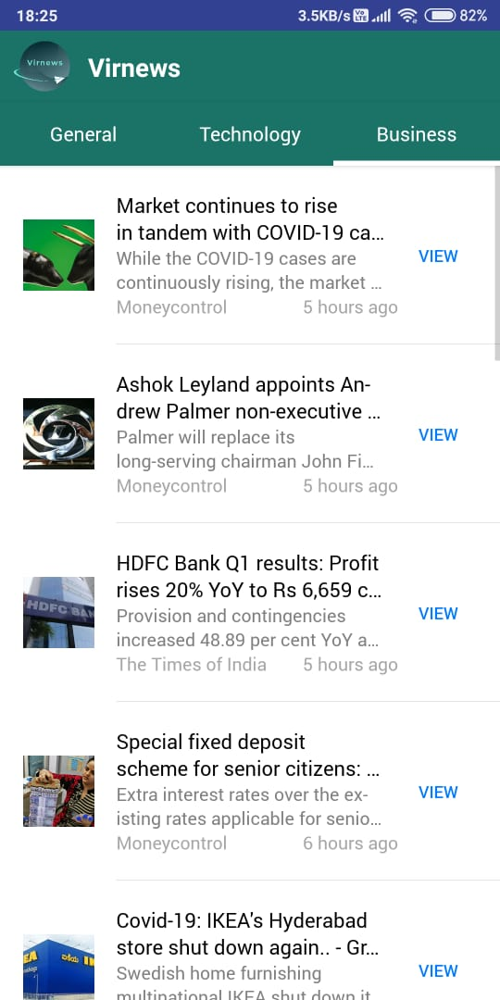 18:25
3.5KB/s Vo LTE 82%
Virnews
Virnews
General Technology Business
Market continues to rise
in tandem with COVID-19 ca...
While the COVID-19 cases are
continuously rising, the market ...
Moneycontrol 5 hours ago
VIEW
Ashok Leyland appoints An-
drew Palmer non-executive ...
Palmer will replace its
long-serving chairman John Fi...
Moneycontrol 5 hours ago
VIEW
HDFC BAN
HDFC Bank Q1 results: Profit
rises 20% YoY to Rs 6,659 c...
Provision and contingencies
increased 48.89 per cent YoY a...
The Times of India 5 hours ago
VIEW
Special fixed deposit
scheme for senior citizens: ...
Extra interest rates over the ex-
isting rates applicable for senio...
Moneycontrol 6 hours ago
VIEW
Covid-19: IKEA's Hyderabad
store shut down again.. - Gr...
Swedish home furnishing
multinational IKEA shut down it
VIEW